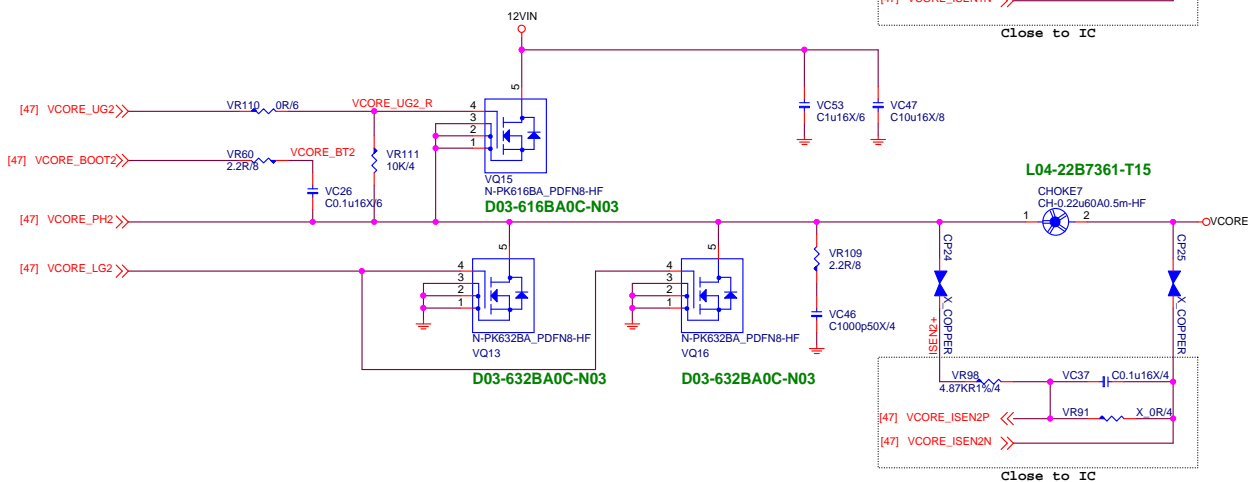 [47] VCORE_ISEN1N
Close to IC
12VIN
5
[47] VCORE_UG2
VR110 0R/6
VCORE_UG2_R
4
3
2
1
VC53
C1u16X/6
VC47
C10u16X/8
[47] VCORE_BOOT2
VR60
2.2R/8
VCORE_BT2
VR111
10K/4
VC26
C0.1u16X/6
VQ15
N-PK616BA_PDFN8-HF
D03-616BA0C-N03
L04-22B7361-T15
CHOKE7
CH-0.22u60A0.5m-HF
[47] VCORE_PH2
1
2
VCORE
5
5
[47] VCORE_LG2
4
3
2
1
4
3
2
1
VR109
2.2R/8
VC46
C1000p50X/4
CP24
X_COPPER
ISEN2+
CP25
X_COPPER
N-PK632BA_PDFN8-HF
VQ13
D03-632BA0C-N03
N-PK632BA_PDFN8-HF
VQ16
D03-632BA0C-N03
VR98
4.87KR1%/4
VC37
C0.1u16X/4
[47] VCORE_ISEN2P
VR91
X_0R/4
[47] VCORE_ISEN2N
Close to IC